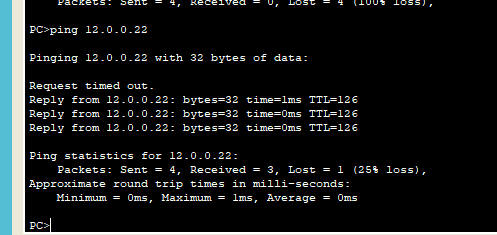 Packets: Sent = 4, Received = 0, Lost = 4 (100% loss),
PC>ping 12.0.0.22
Pinging 12.0.0.22 with 32 bytes of data:
Request timed out.
Reply from 12.0.0.22: bytes=32 time=1ms TTL=126
Reply from 12.0.0.22: bytes=32 time=0ms TTL=126
Reply from 12.0.0.22: bytes=32 time=0ms TTL=126
Ping statistics for 12.0.0.22:
Packets: Sent = 4, Received = 3, Lost = 1 (25% loss),
Approximate round trip times in milli-seconds:
Minimum = 0ms, Maximum = 1ms, Average = 0ms
PC>